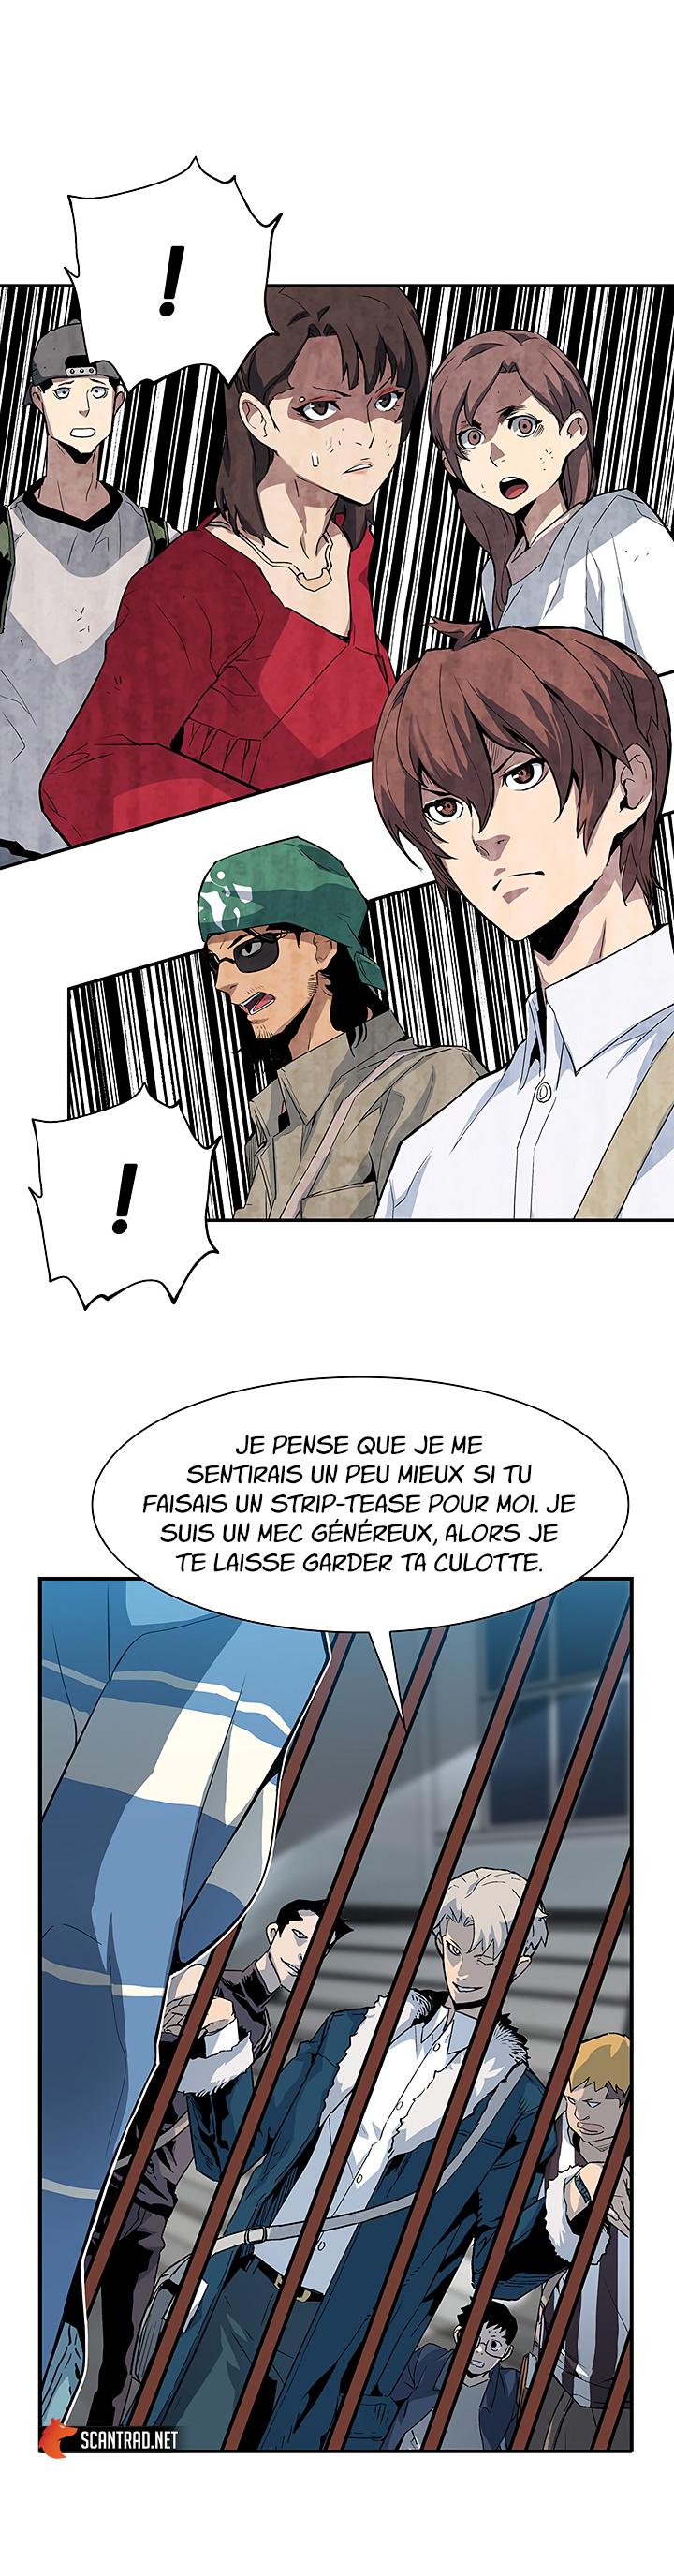 !
!
JE PENSE QUE JE ME
SENTIRAIS UN PEU MIEUX SI TU
FAISAIS UN STRIP-TEASE POUR MOI. JE
SUIS UN MEC GÉNÉREUX, ALORS JE
TE LAISSE GARDER TA CULOTTE.
SCANTRAD.NET